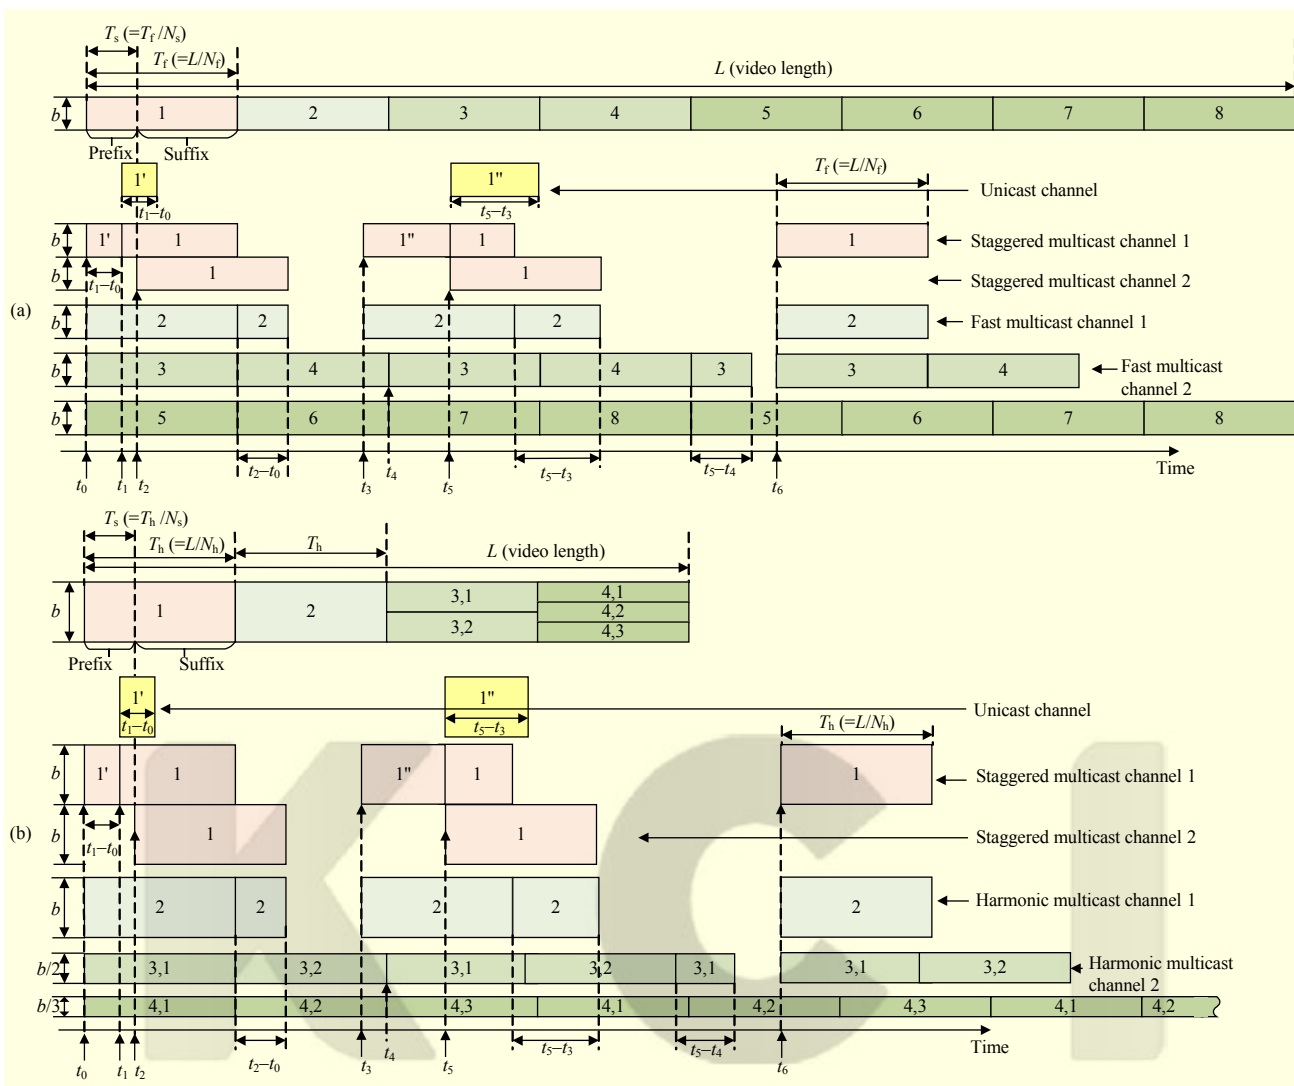 Ts (=Tf /Ns)
Tf (=L/Nf)
L (video length)
b 1 2 3 4 5 6 7 8
Prefix Suffix
1' 1'' Tf (=L/Nf)
Unicast channel
t1–t0 t5–t3
b 1' 1 1'' 1 1 Staggered multicast channel 1
b 1 1 Staggered multicast channel 2
t1–t0
(a)
b 2 2 2 2 2 Fast multicast channel 1
b 3 4 3 4 3 3 4 Fast multicast
channel 2
b 5 6 7 8 5 6 7 8
t2–t0 t5–t3 t5–t4 Time
t0 t1 t2 t3 t4 t5 t6
Ts (=Th /Ns)
Th (=L/Nh) Th L (video length)
b 1 2 3,1 4,1
4,2
3,2 4,3
Prefix Suffix
1' 1''
t1–t0 t5–t3 Unicast channel
Th (=L/Nh)
b 1' 1 1'' 1 1 Staggered multicast channel 1
(b)
b 1 1 Staggered multicast channel 2
t1–t0
b 2 2 2 2 2 Harmonic multicast channel 1
b/2 3,1 3,2 3,1 3,2 3,1 3,1 3,2 Harmonic multicast
channel 2
b/3 4,1 4,2 4,3 4,1 4,2 4,3 4,1 4,2
t2–t0 t5–t3 t5–t4 Time
t0 t1 t2 t3 t4 t5 t6
KCI